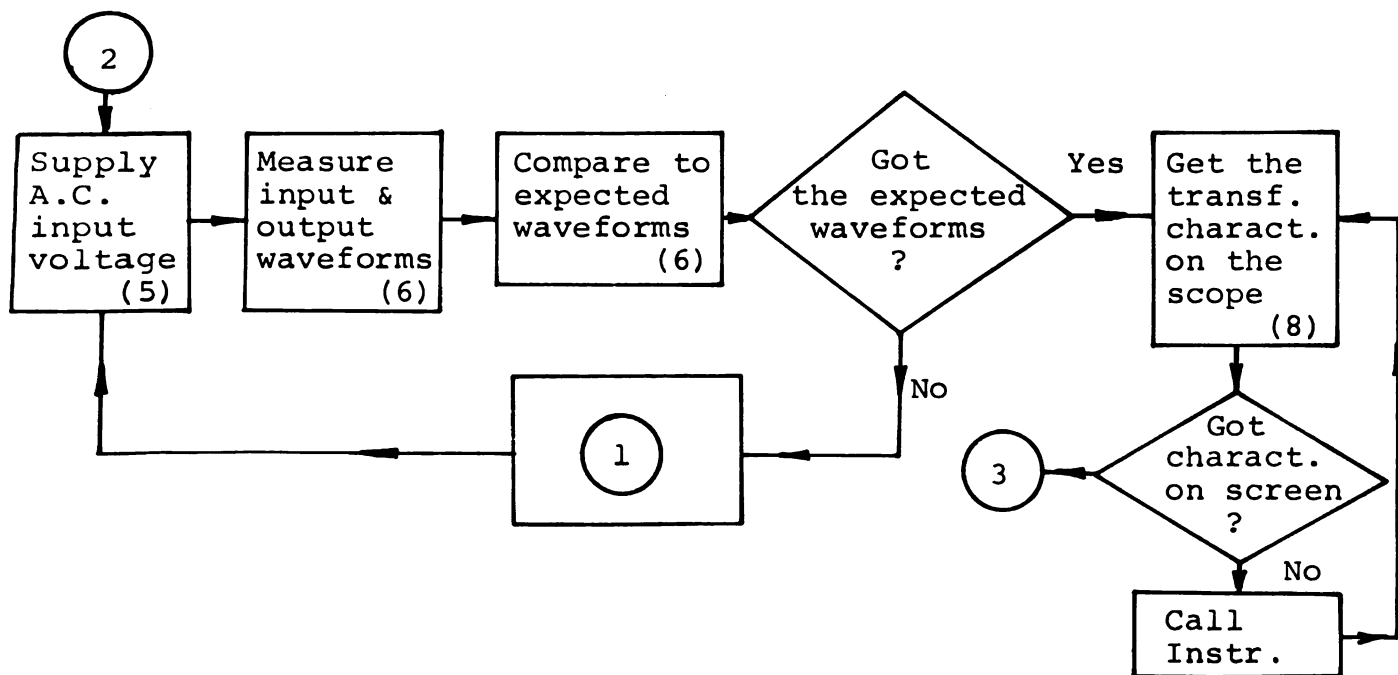 2
Supply
A.C.
input
voltage
(5)
Measure
input &
output
waveforms
(6)
Compare to
expected
waveforms
(6)
Got
the expected
waveforms
?
Yes
Get the
transf.
charact.
on the
scope
(8)
No
1
Got
charact.
on screen
?
3
No
Call
Instr.